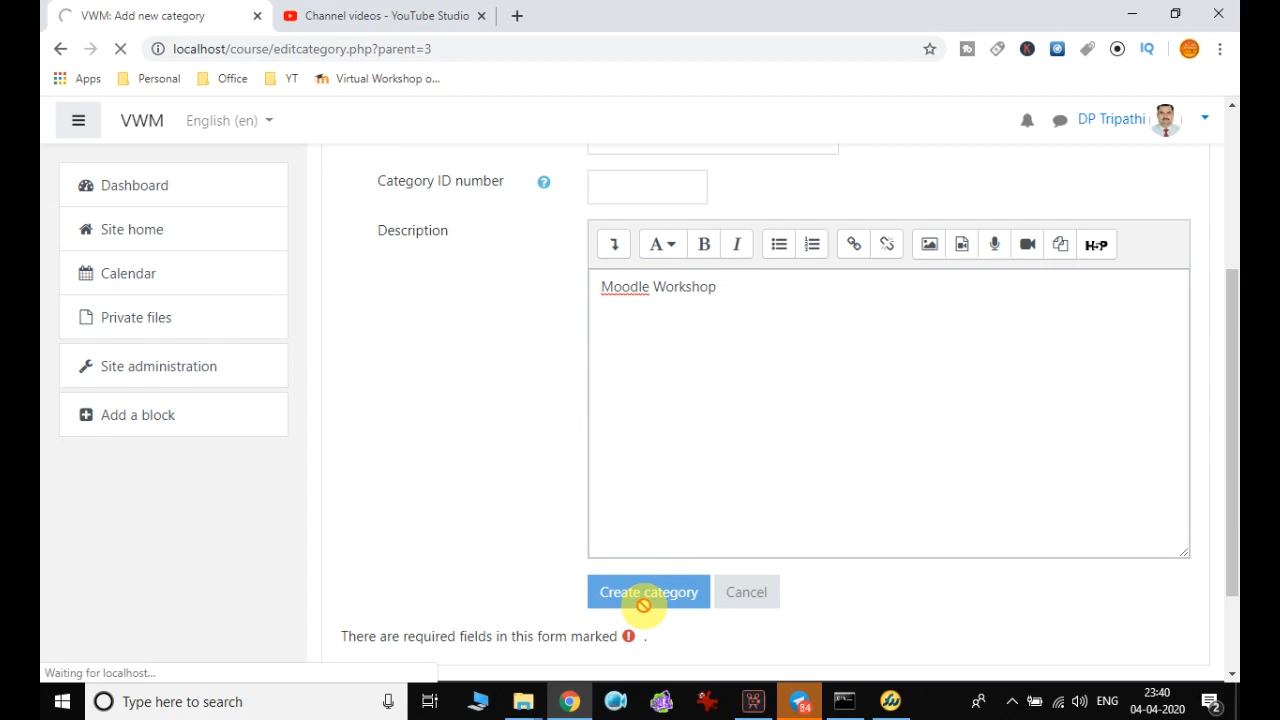 VWM: Add new category
Channel videos - YouTube Studio
localhost/course/editcategory.php?parent=3
IQ
Apps
Personal
Office
YT
Virtual Workshop o...
VWM
English (en)
DP Tripathi
Dashboard
Site home
Calendar
Private files
Site administration
Add a block
Category ID number
Description
A
B
I
H-P
Moodle Workshop
Create category
Cancel
There are required fields in this form marked .
Waiting for localhost...
Type here to search
84
ENG
23:40
04-04-2020
2